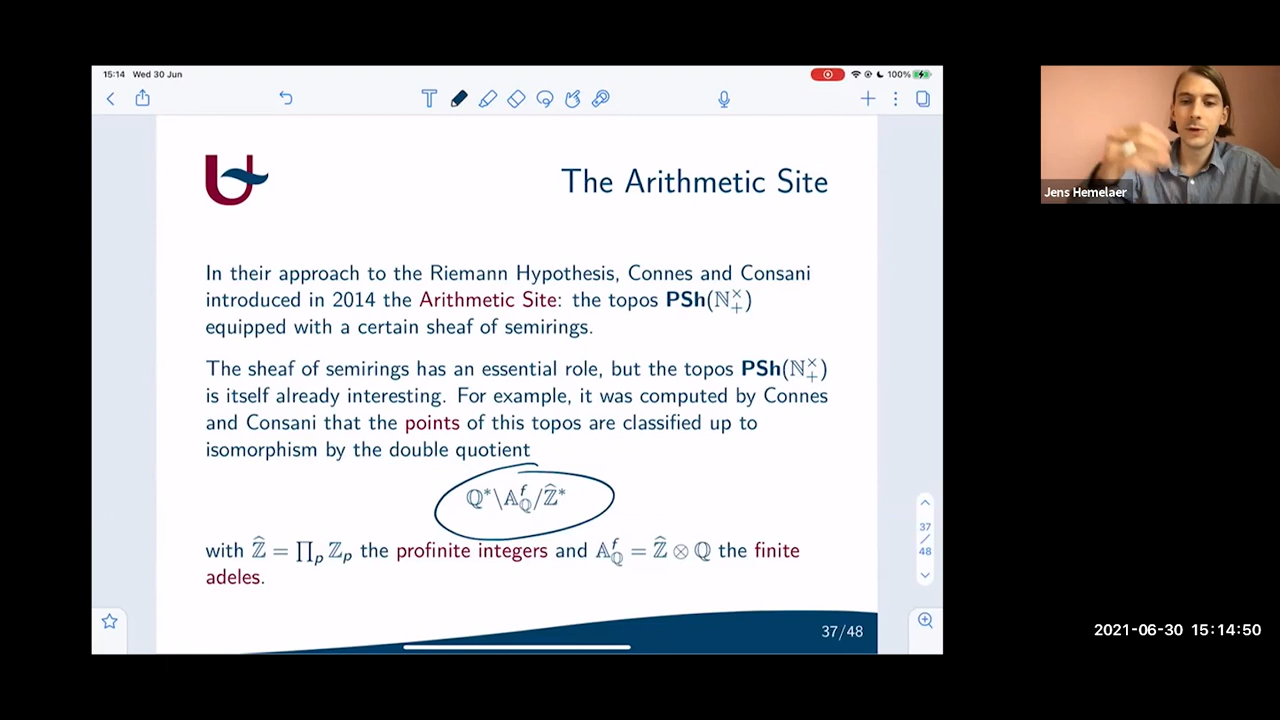 15:14 Wed 30 Jun
100%
The Arithmetic Site
In their approach to the Riemann Hypothesis, Connes and Consani
introduced in 2014 the Arithmetic Site: the topos PSh(ℕ₊ˣ)
equipped with a certain sheaf of semirings.
The sheaf of semirings has an essential role, but the topos PSh(ℕ₊ˣ)
is itself already interesting. For example, it was computed by Connes
and Consani that the points of this topos are classified up to
isomorphism by the double quotient
ℚ*\𝔸_ℚ^f/ℤ̂*
with ℤ̂ = ∏ₚ ℤₚ the profinite integers and 𝔸_ℚ^f = ℤ̂ ⊗ ℚ the finite
adeles.
37
/
48
37/48
Jens Hemelaer
2021-06-30 15:14:50